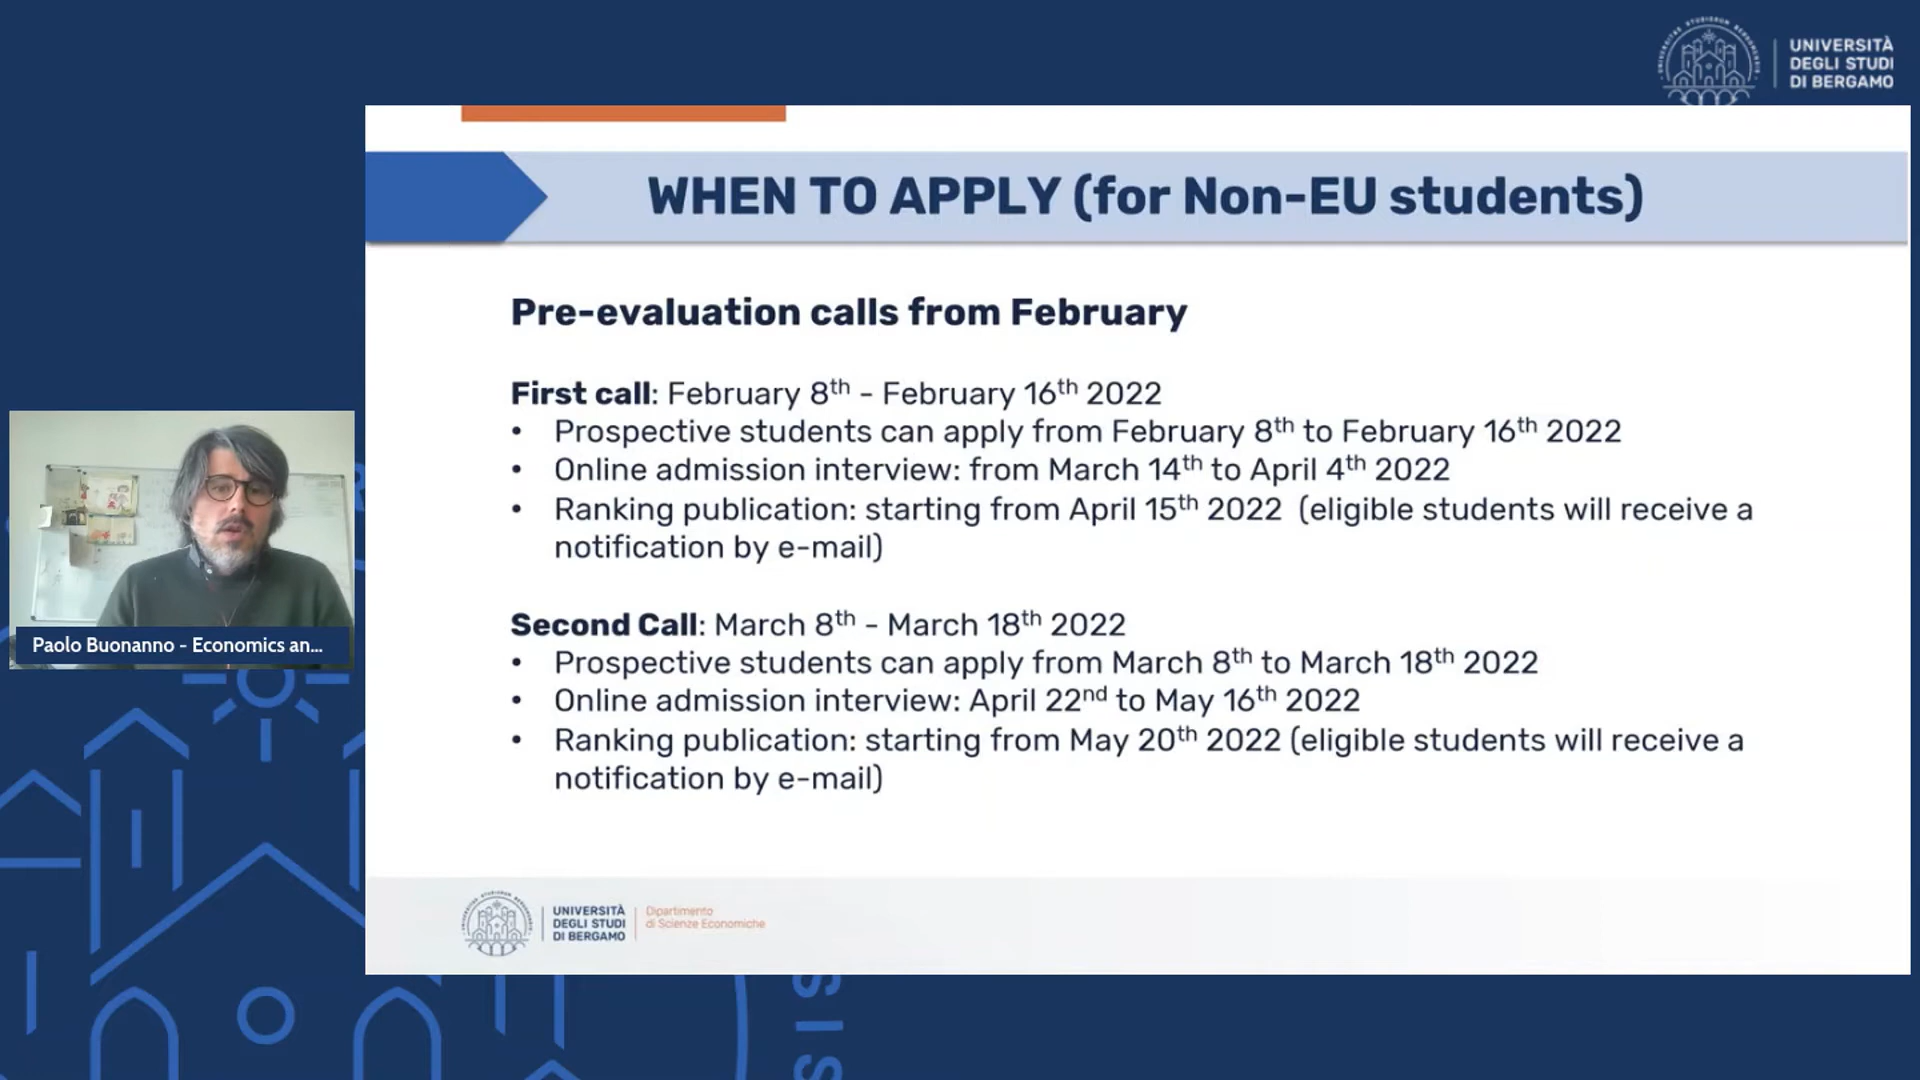 UNIVERSITÀ
DEGLI STUDI
DI BERGAMO
WHEN TO APPLY (for Non-EU students)
Pre-evaluation calls from February
First call: February 8th - February 16th 2022
• Prospective students can apply from February 8th to February 16th 2022
• Online admission interview: from March 14th to April 4th 2022
• Ranking publication: starting from April 15th 2022 (eligible students will receive a
notification by e-mail)
Second Call: March 8th - March 18th 2022
• Prospective students can apply from March 8th to March 18th 2022
• Online admission interview: April 22nd to May 16th 2022
• Ranking publication: starting from May 20th 2022 (eligible students will receive a
notification by e-mail)
Paolo Buonanno - Economics an...
UNIVERSITÀ
DEGLI STUDI
DI BERGAMO
Dipartimento
di Scienze Economiche
SIS